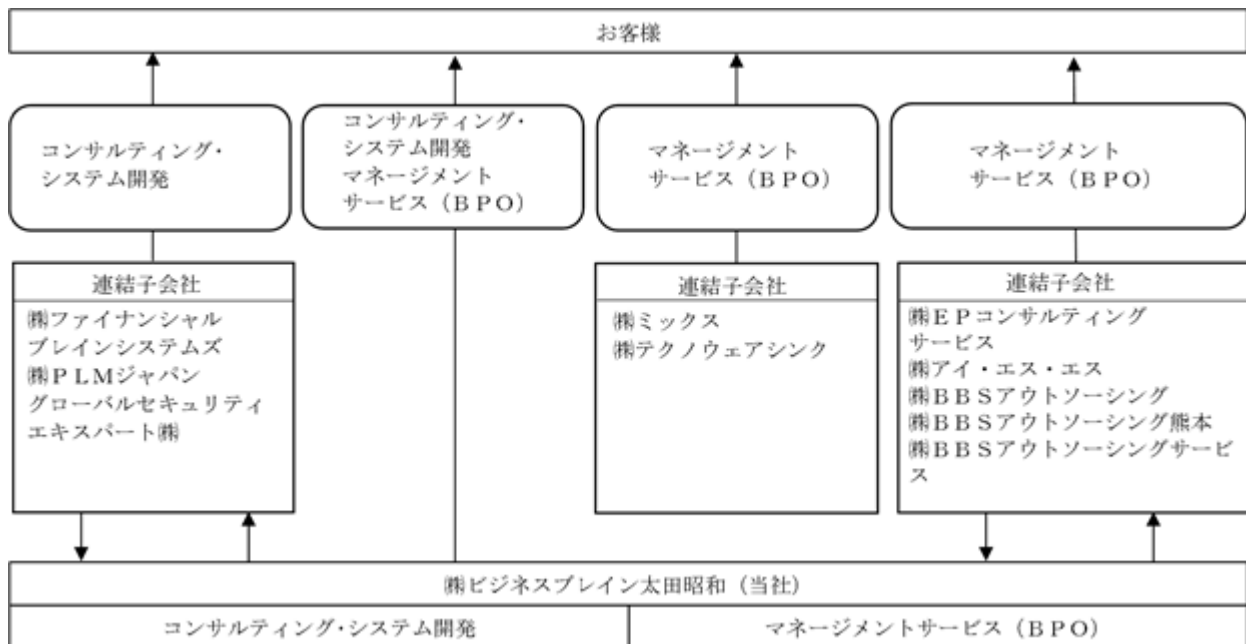 お客様
コンサルティング・
システム開発
コンサルティング・
システム開発
マネージメント
サービス（ＢＰＯ）
マネージメント
サービス（ＢＰＯ）
マネージメント
サービス（ＢＰＯ）
連結子会社
㈱ファイナンシャル
ブレインシステムズ
㈱ＰＬＭジャパン
グローバルセキュリティ
エキスパート㈱
連結子会社
㈱ミックス
㈱テクノウェアシンク
連結子会社
㈱ＥＰコンサルティング
サービス
㈱アイ・エス・エス
㈱ＢＢＳアウトソーシング
㈱ＢＢＳアウトソーシング熊本
㈱ＢＢＳアウトソーシングサービ
ス
㈱ビジネスブレイン太田昭和（当社）
コンサルティング・システム開発
マネージメントサービス（ＢＰＯ）